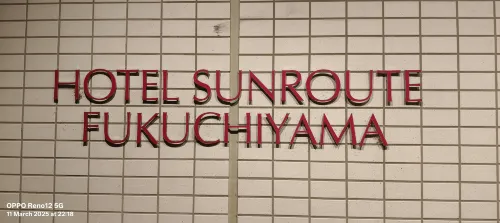 HOTEL SUNROUTE
FUKUCHIYAMA
OPPO Reno12 5G
11 March 2025 at 22:18